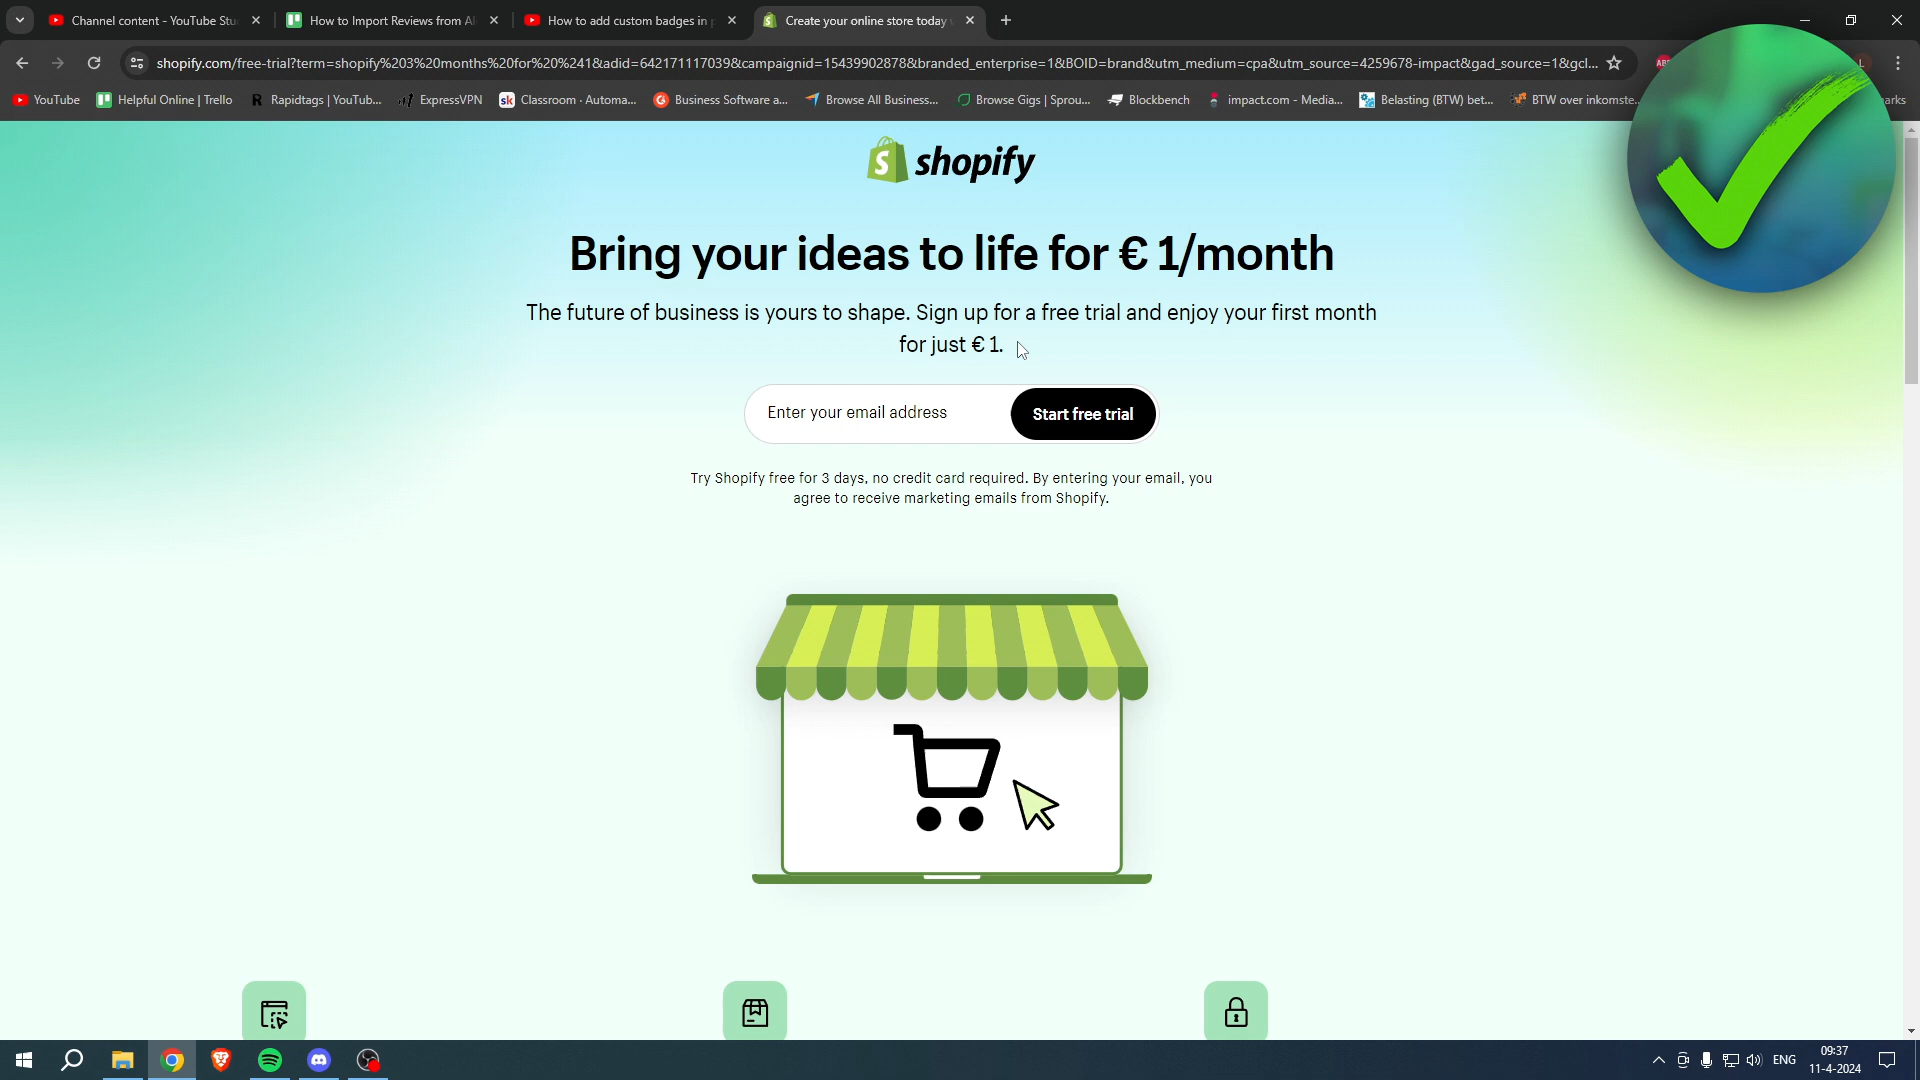 Channel content - YouTube Stu
How to Import Reviews from Al
How to add custom badges in
Create your online store today
shopify.com/free-trial?term=shopify%203%20months%20for%20%241&adid=642171117039&campaignid=15439902878&branded_enterprise=1&BOID=brand&utm_medium=cpa&utm_source=4259678-impact&gad_source=1&gcl...
YouTube
Helpful Online | Trello
Rapidtags | YouTub...
ExpressVPN
Classroom - Automa...
Business Software a...
Browse All Business...
Browse Gigs | Sprou...
Blockbench
impact.com - Media...
Belasting (BTW) bet...
BTW over inkomste...
arks
shopify
Bring your ideas to life for € 1/month
The future of business is yours to shape. Sign up for a free trial and enjoy your first month
for just € 1.
Enter your email address
Start free trial
Try Shopify free for 3 days, no credit card required. By entering your email, you
agree to receive marketing emails from Shopify.
ENG
09:37
11-4-2024